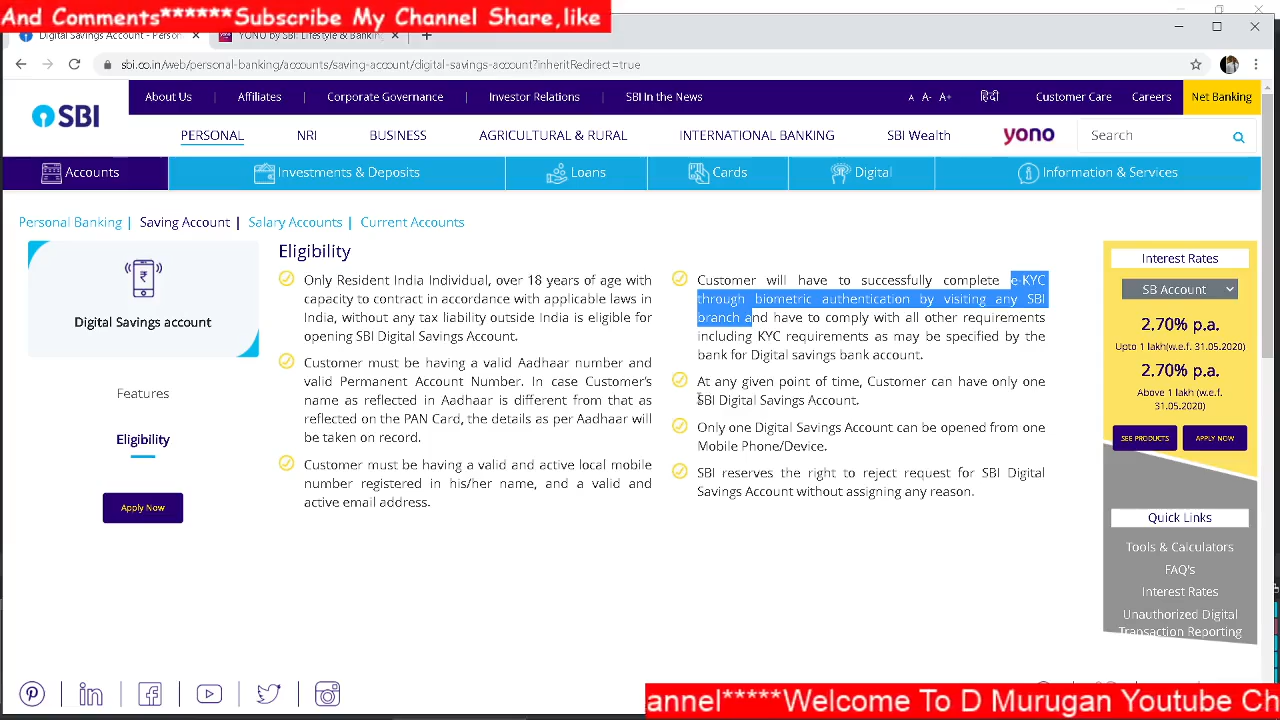 And Comments******Subscribe My Channel Share,like
Digital Savings Account - Person
YONO by SBI: Lifestyle & Banking
sbi.co.in/web/personal-banking/accounts/saving-account/digital-savings-account?inheritRedirect=true
SBI
About Us | Affiliates | Corporate Governance | Investor Relations | SBI In the News
A A- A+ हिंदी Customer Care Careers Net Banking
PERSONAL NRI BUSINESS AGRICULTURAL & RURAL INTERNATIONAL BANKING SBI Wealth yono Search
Accounts Investments & Deposits Loans Cards Digital Information & Services
Personal Banking | Saving Account | Salary Accounts | Current Accounts
₹
Digital Savings account
Features
Eligibility
Apply Now
Eligibility
Only Resident India Individual, over 18 years of age with
capacity to contract in accordance with applicable laws in
India, without any tax liability outside India is eligible for
opening SBI Digital Savings Account.
Customer must be having a valid Aadhaar number and
valid Permanent Account Number. In case Customer's
name as reflected in Aadhar is different from that as
reflected on the PAN Card, the details as per Aadhar will
be taken on record.
Customer must be having a valid and active local mobile
number registered in his/her name, and a valid and
active email address.
Customer will have to successfully complete e-KYC
through biometric authentication by visiting any SBI
branch and have to comply with all other requirements
including KYC requirements as may be specified by the
bank for Digital savings bank account.
At any given point of time, Customer can have only one
SBI Digital Savings Account.
Only one Digital Savings Account can be opened from one
Mobile Phone/Device.
SBI reserves the right to reject request for SBI Digital
Savings Account without assigning any reason.
Interest Rates
SB Account
2.70% p.a.
Upto 1 lakh(w.e.f. 31.05.2020)
2.70% p.a.
Above 1 lakh (w.e.f.
31.05.2020)
SEE PRODUCTS APPLY NOW
Quick Links
Tools & Calculators
FAQ's
Interest Rates
Unauthorized Digital
Transaction Reporting
annel*****Welcome To D Murugan Youtube Ch